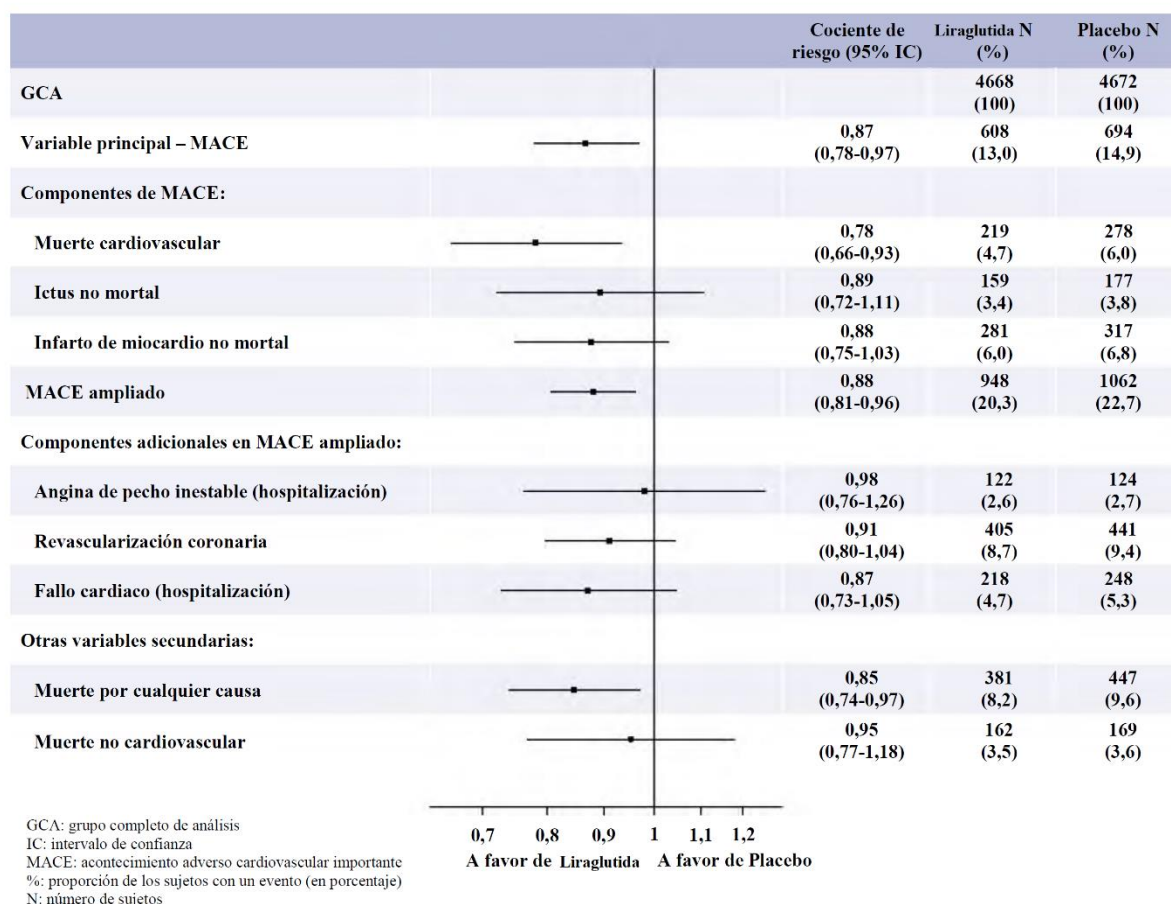 Cociente de riesgo (95% IC) Liraglutida N (%) Placebo N (%)
GCA 4668 (100) 4672 (100)
Variable principal – MACE 0,87 (0,78-0,97) 608 (13,0) 694 (14,9)
Componentes de MACE:
Muerte cardiovascular 0,78 (0,66-0,93) 219 (4,7) 278 (6,0)
Ictus no mortal 0,89 (0,72-1,11) 159 (3,4) 177 (3,8)
Infarto de miocardio no mortal 0,88 (0,75-1,03) 281 (6,0) 317 (6,8)
MACE ampliado 0,88 (0,81-0,96) 948 (20,3) 1062 (22,7)
Componentes adicionales en MACE ampliado:
Angina de pecho inestable (hospitalización) 0,98 (0,76-1,26) 122 (2,6) 124 (2,7)
Revascularización coronaria 0,91 (0,80-1,04) 405 (8,7) 441 (9,4)
Fallo cardiaco (hospitalización) 0,87 (0,73-1,05) 218 (4,7) 248 (5,3)
Otras variables secundarias:
Muerte por cualquier causa 0,85 (0,74-0,97) 381 (8,2) 447 (9,6)
Muerte no cardiovascular 0,95 (0,77-1,18) 162 (3,5) 169 (3,6)
0,7 0,8 0,9 1 1,1 1,2
A favor de Liraglutida A favor de Placebo
GCA: grupo completo de análisis
IC: intervalo de confianza
MACE: acontecimiento adverso cardiovascular importante
%: proporción de los sujetos con un evento (en porcentaje)
N: número de sujetos